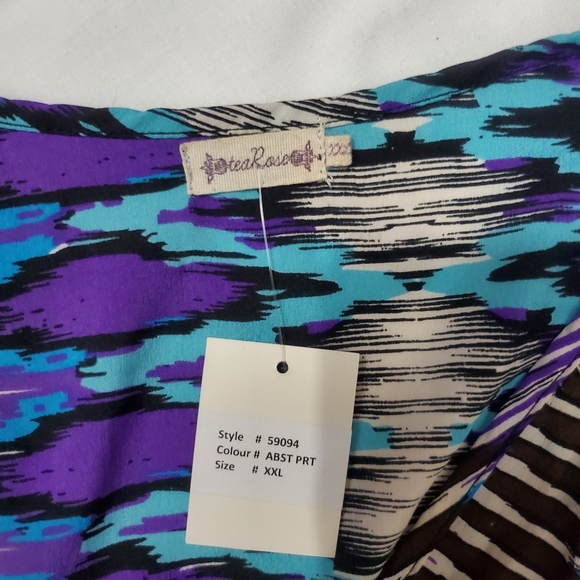 teaRose
XXL
Style # 59094
Colour # ABST PRT
Size # XXL